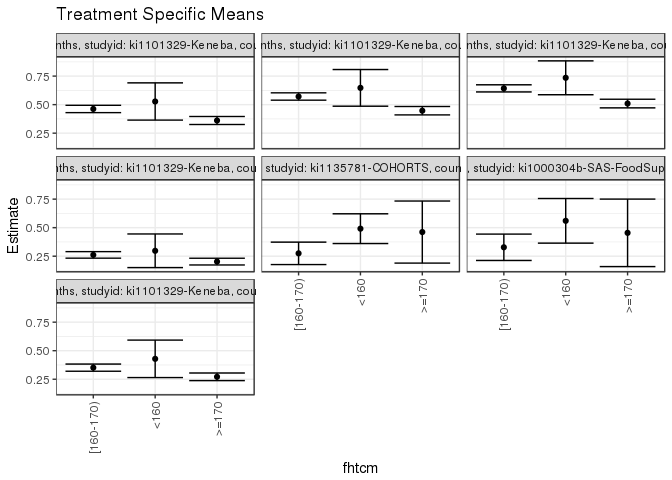 Treatment Specific Means
nths, studyid: ki1101329-Keneba, cou
nths, studyid: ki1101329-Keneba, cou
nths, studyid: ki1101329-Keneba, cou
0.75
0.50
0.25
ths, studyid: ki1101329-Keneba, cou
studyid: ki1135781-COHORTS, coun
, studyid: ki1000304b-SAS-FoodSup
0.75
0.50
0.25
ths, studyid: ki1101329-Keneba, cou
0.75
0.50
0.25
[160-170)
<160
>=170
[160-170)
<160
>=170
[160-170)
<160
>=170
Estimate
fhtcm